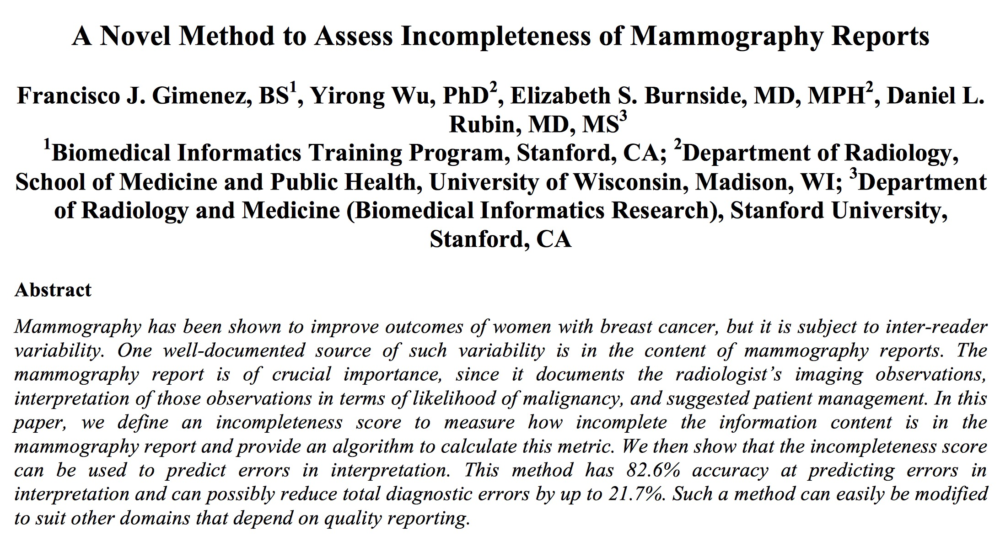 A Novel Method to Assess Incompleteness of Mammography Reports
Francisco J. Gimenez, BS1, Yirong Wu, PhD2, Elizabeth S. Burnside, MD, MPH2, Daniel L.
Rubin, MD, MS3
1Biomedical Informatics Training Program, Stanford, CA; 2Department of Radiology,
School of Medicine and Public Health, University of Wisconsin, Madison, WI; 3Department
of Radiology and Medicine (Biomedical Informatics Research), Stanford University,
Stanford, CA
Abstract
Mammography has been shown to improve outcomes of women with breast cancer, but it is subject to inter-reader
variability. One well-documented source of such variability is in the content of mammography reports. The
mammography report is of crucial importance, since it documents the radiologist’s imaging observations,
interpretation of those observations in terms of likelihood of malignancy, and suggested patient management. In this
paper, we define an incompleteness score to measure how incomplete the information content is in the
mammography report and provide an algorithm to calculate this metric. We then show that the incompleteness score
can be used to predict errors in interpretation. This method has 82.6% accuracy at predicting errors in
interpretation and can possibly reduce total diagnostic errors by up to 21.7%. Such a method can easily be modified
to suit other domains that depend on quality reporting.